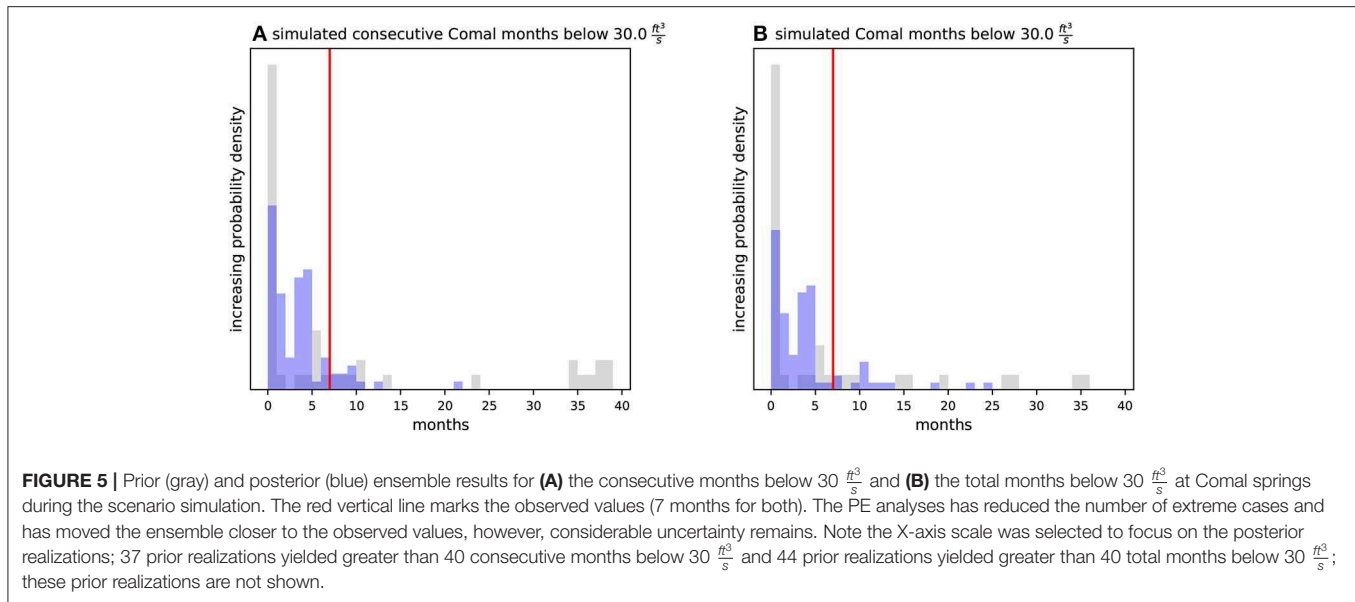 A simulated consecutive Comal months below 30.0 ft³/s
B simulated Comal months below 30.0 ft³/s
increasing probability density
increasing probability density
0 5 10 15 20 25 30 35 40
0 5 10 15 20 25 30 35 40
months
months
FIGURE 5 | Prior (gray) and posterior (blue) ensemble results for (A) the consecutive months below 30 ft³/s and (B) the total months below 30 ft³/s at Comal springs
during the scenario simulation. The red vertical line marks the observed values (7 months for both). The PE analyses has reduced the number of extreme cases and
has moved the ensemble closer to the observed values, however, considerable uncertainty remains. Note the X-axis scale was selected to focus on the posterior
realizations; 37 prior realizations yielded greater than 40 consecutive months below 30 ft³/s and 44 prior realizations yielded greater than 40 total months below 30 ft³/s;
these prior realizations are not shown.